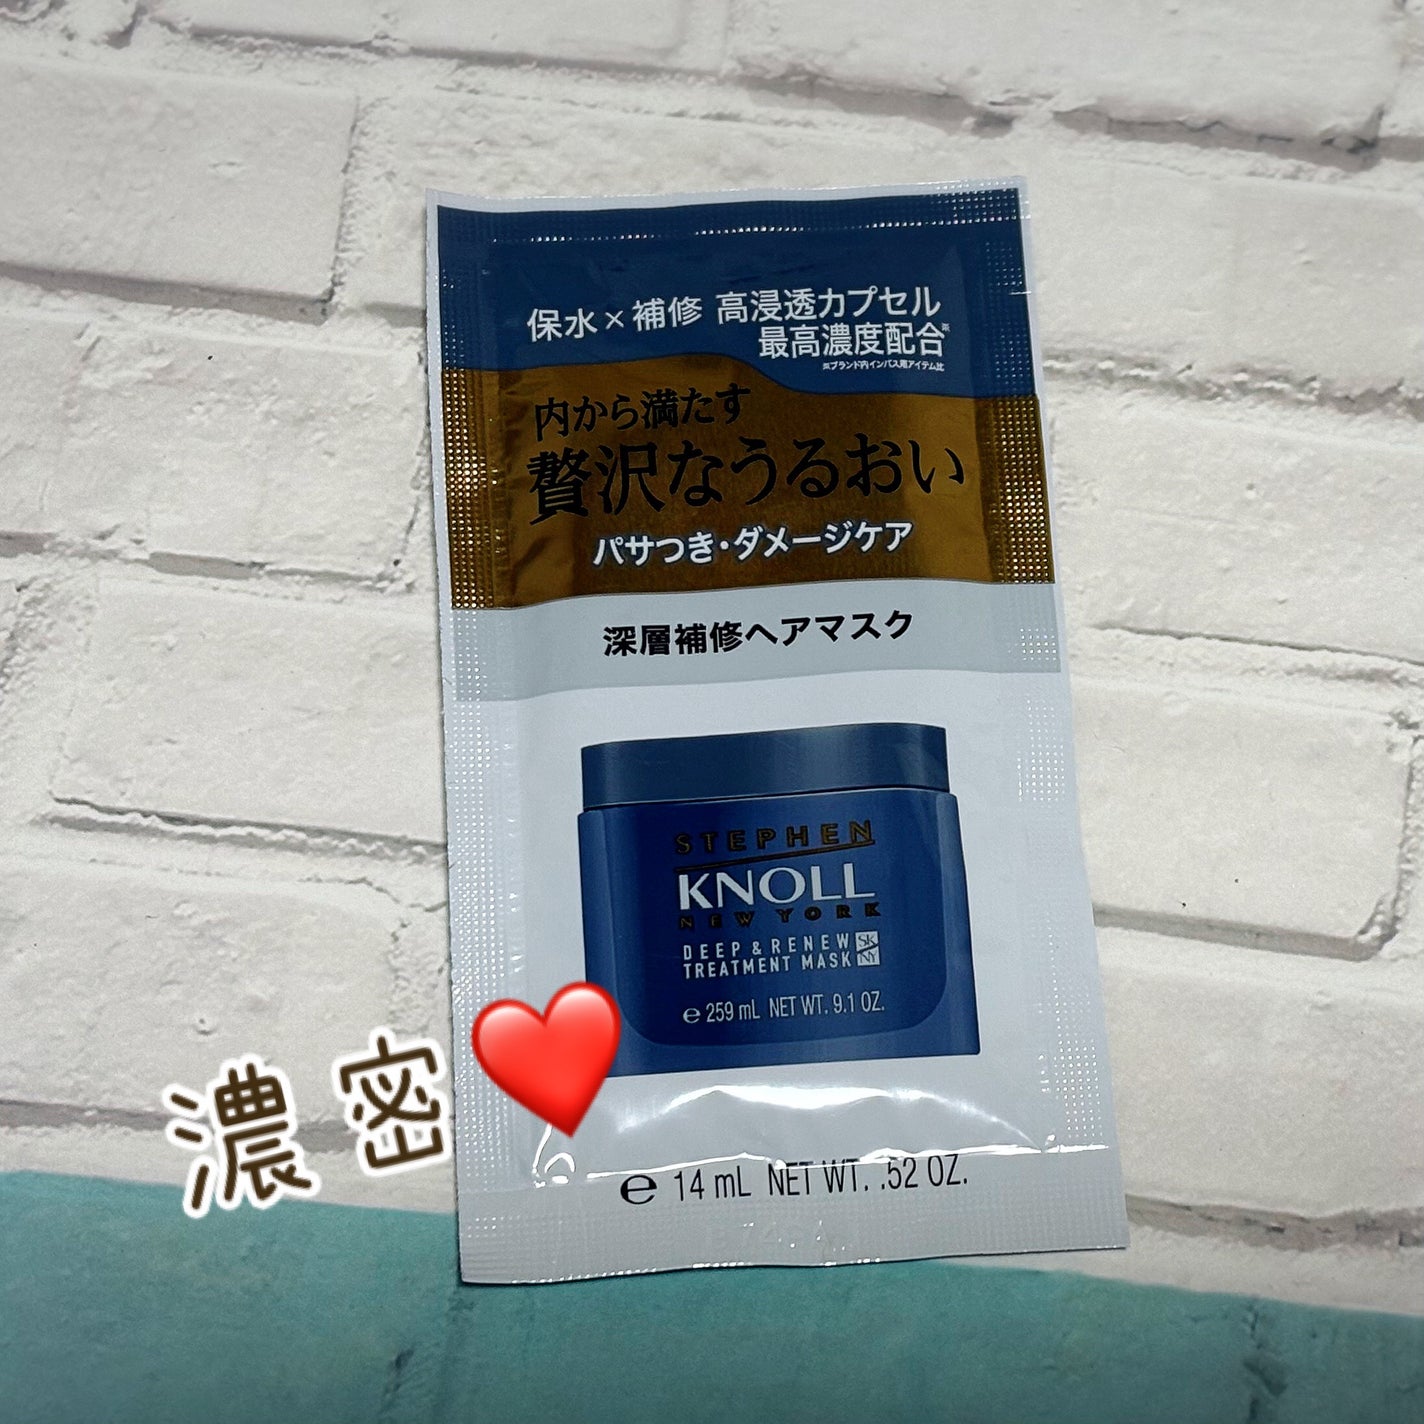 保水×補修 高浸透カプセル
最高濃度配合※
※ブランド内インバス用アイテム比
内から満たす
贅沢なうるおい
パサつき・ダメージケア
深層補修ヘアマスク
STEPHEN
KNOLL
NEW YORK
DEEP & RENEW
TREATMENT MASK
SK
NY
℮ 259 mL NET WT. 9.1 OZ.
濃密
℮ 14 mL NET WT. .52 OZ.